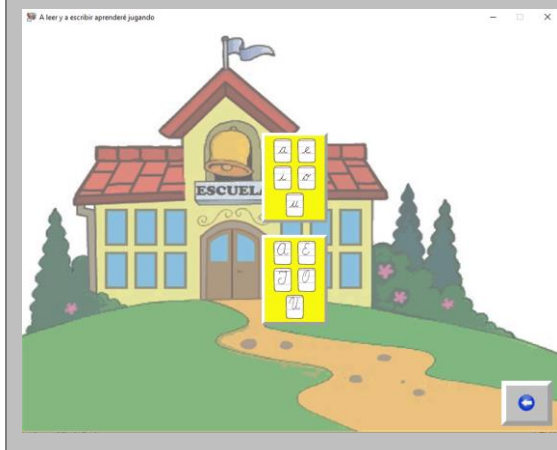 A leer y a escribir aprenderé jugando
ESCUELA
a e
i o
u
A E
I O
U